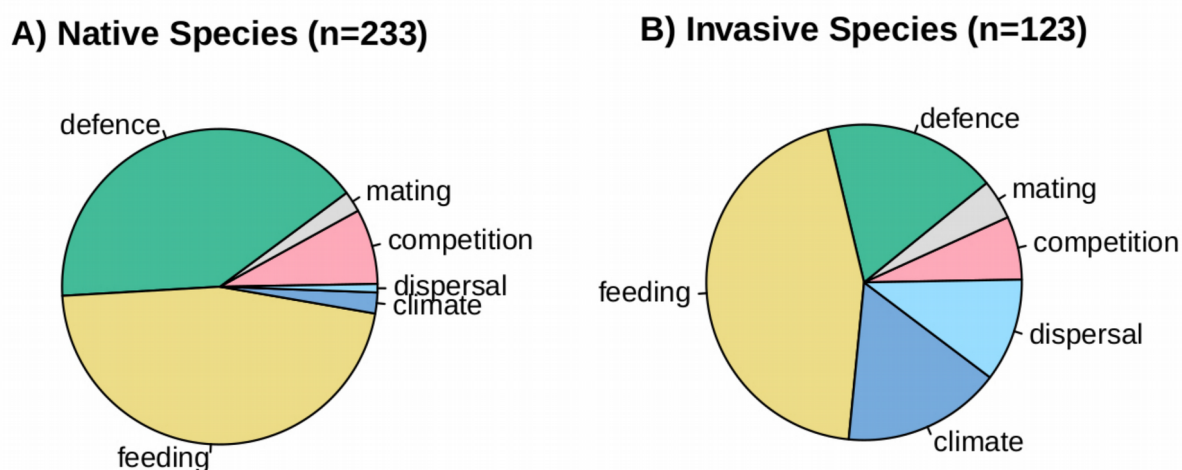 A) Native Species (n=233)
defence
mating
competition
dispersal
climate
feeding
B) Invasive Species (n=123)
defence
mating
competition
feeding
dispersal
climate